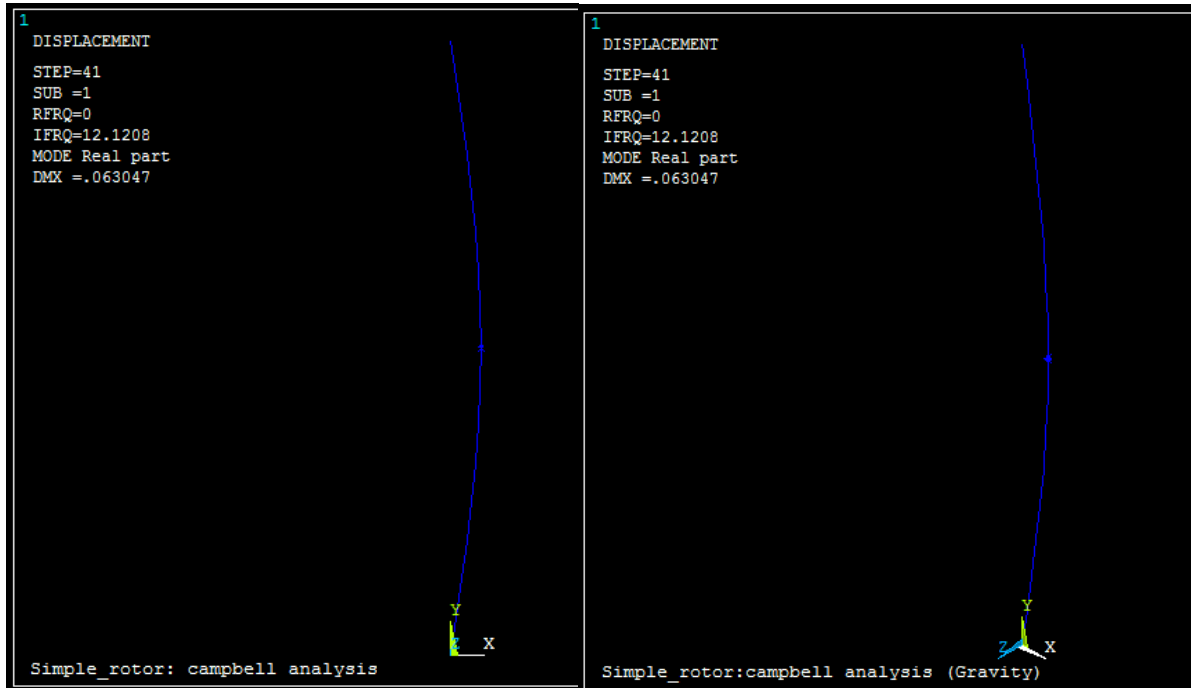 1
DISPLACEMENT
STEP=41
SUB =1
RFRQ=0
IFRQ=12.1208
MODE Real part
DMX =.063047
Y
Z
X
Simple_rotor: campbell analysis
1
DISPLACEMENT
STEP=41
SUB =1
RFRQ=0
IFRQ=12.1208
MODE Real part
DMX =.063047
Y
Z
X
Simple_rotor:campbell analysis (Gravity)